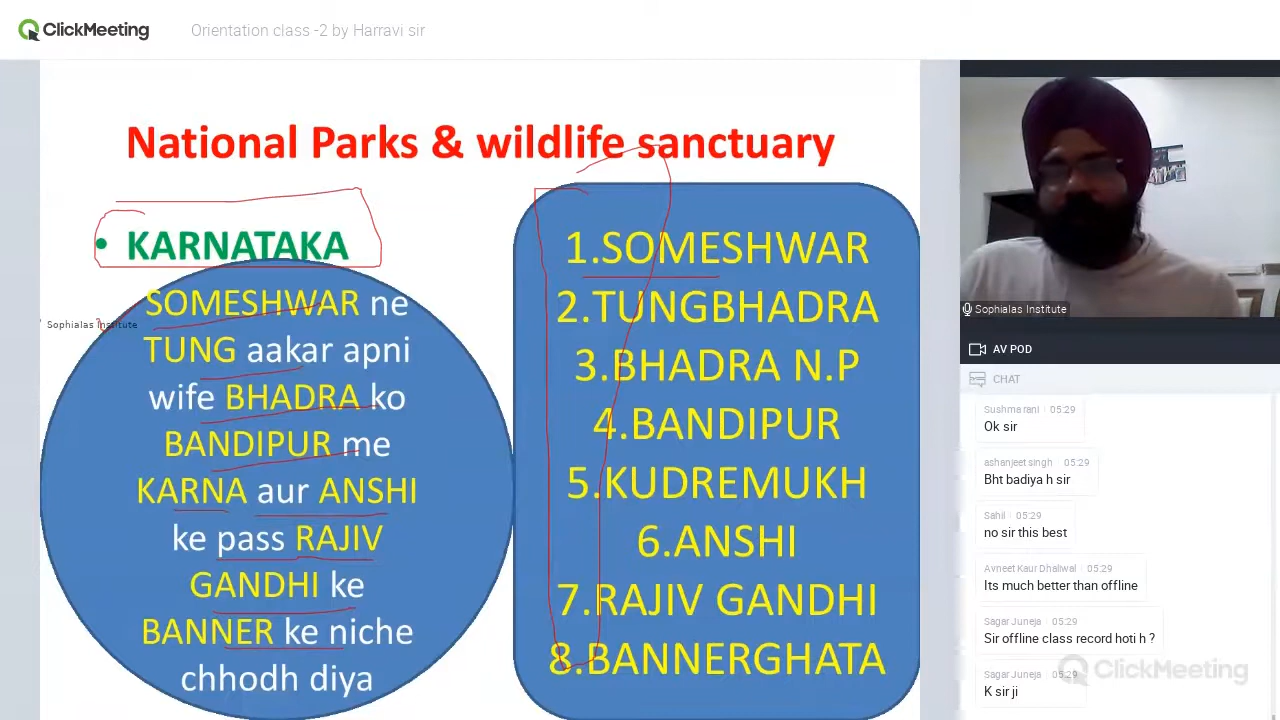 ClickMeeting
Orientation class -2 by Harravi sir
National Parks & wildlife sanctuary
• KARNATAKA
SOMESHWAR ne
TUNG aakar apni
wife BHADRA ko
BANDIPUR me
KARNA aur ANSHI
ke pass RAJIV
GANDHI ke
BANNER ke niche
chhodh diya
Sophialas Institute
1.SOMESHWAR
2.TUNGBHADRA
3.BHADRA N.P
4.BANDIPUR
5.KUDREMUKH
6.ANSHI
7.RAJIV GANDHI
8.BANNERGHATA
Sophialas Institute
AV POD
CHAT
Sushma rani 05:29
Ok sir
ashanjeet singh 05:29
Bht badiya h sir
Sahil 05:29
no sir this best
Avneet Kaur Dhaliwal 05:29
Its much better than offline
Sagar Juneja 05:29
Sir offline class record hoti h ?
Sagar Juneja 05:29
K sir ji
ClickMeeting